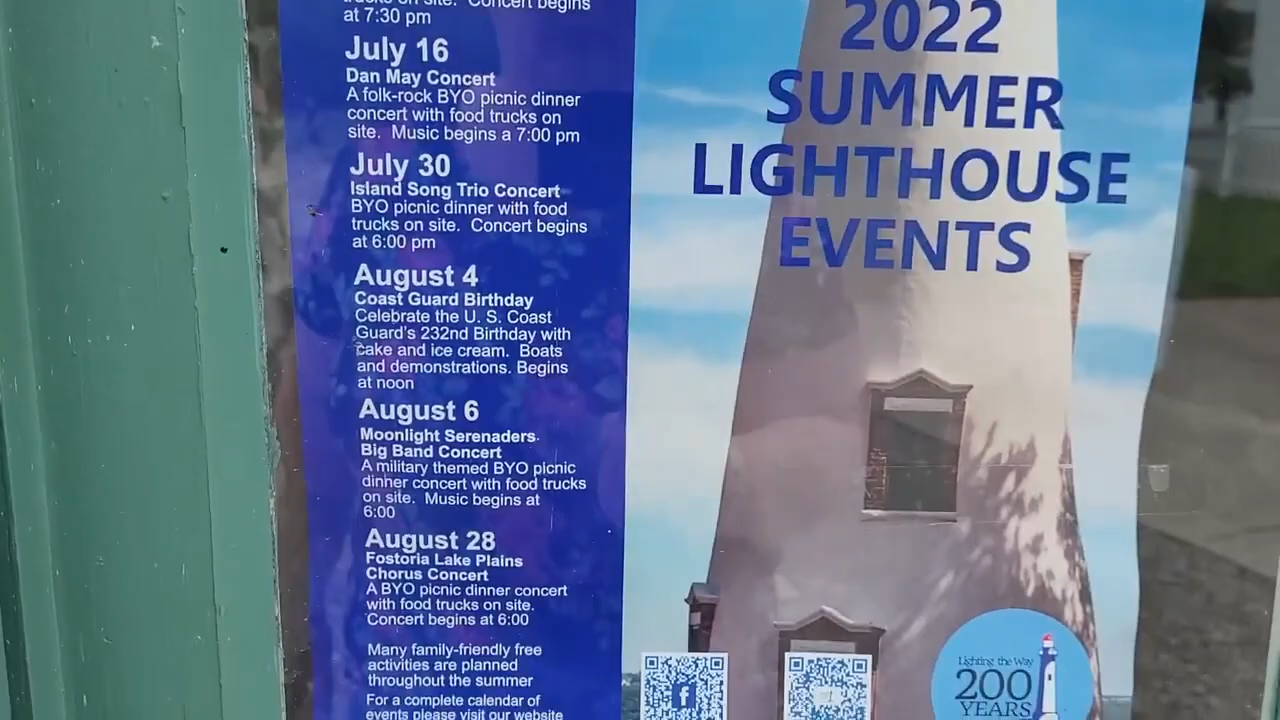 trucks on site. Concert begins
at 7:30 pm
July 16
Dan May Concert
A folk-rock BYO picnic dinner
concert with food trucks on
site. Music begins a 7:00 pm
July 30
Island Song Trio Concert
BYO picnic dinner with food
trucks on site. Concert begins
at 6:00 pm
August 4
Coast Guard Birthday
Celebrate the U. S. Coast
Guard's 232nd Birthday with
cake and ice cream. Boats
and demonstrations. Begins
at noon
August 6
Moonlight Serenaders
Big Band Concert
A military themed BYO picnic
dinner concert with food trucks
on site. Music begins at
6:00
August 28
Fostoria Lake Plains
Chorus Concert
A BYO picnic dinner concert
with food trucks on site.
Concert begins at 6:00
Many family-friendly free
activities are planned
throughout the summer
For a complete calendar of
events please visit our website
2022
SUMMER
LIGHTHOUSE
EVENTS
f
Lighting the Way
200
YEARS